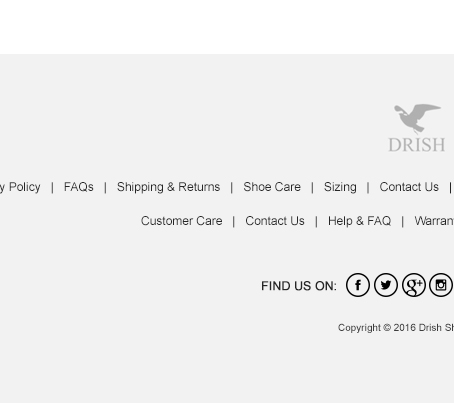 DRISH
y Policy | FAQs | Shipping & Returns | Shoe Care | Sizing | Contact Us |
Customer Care | Contact Us | Help & FAQ | Warran
FIND US ON: f g+
Copyright © 2016 Drish Sh